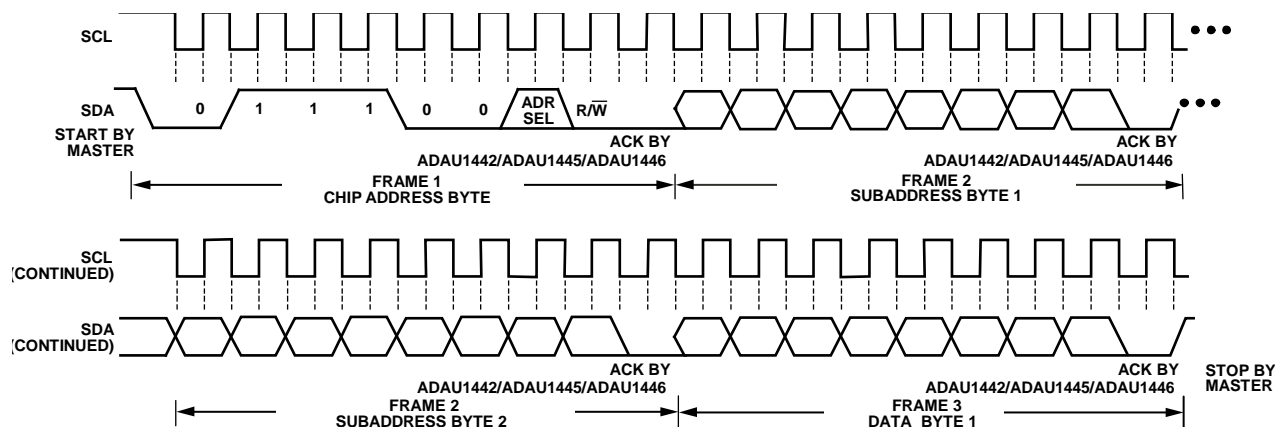 SCL
SDA
0 1 1 1 0 0 ADR SEL R/W̅
START BY
MASTER
ACK BY
ADAU1442/ADAU1445/ADAU1446
ACK BY
ADAU1442/ADAU1445/ADAU1446
FRAME 1
CHIP ADDRESS BYTE
FRAME 2
SUBADDRESS BYTE 1
SCL
(CONTINUED)
SDA
(CONTINUED)
ACK BY
ADAU1442/ADAU1445/ADAU1446
ACK BY
ADAU1442/ADAU1445/ADAU1446
STOP BY
MASTER
FRAME 2
SUBADDRESS BYTE 2
FRAME 3
DATA BYTE 1